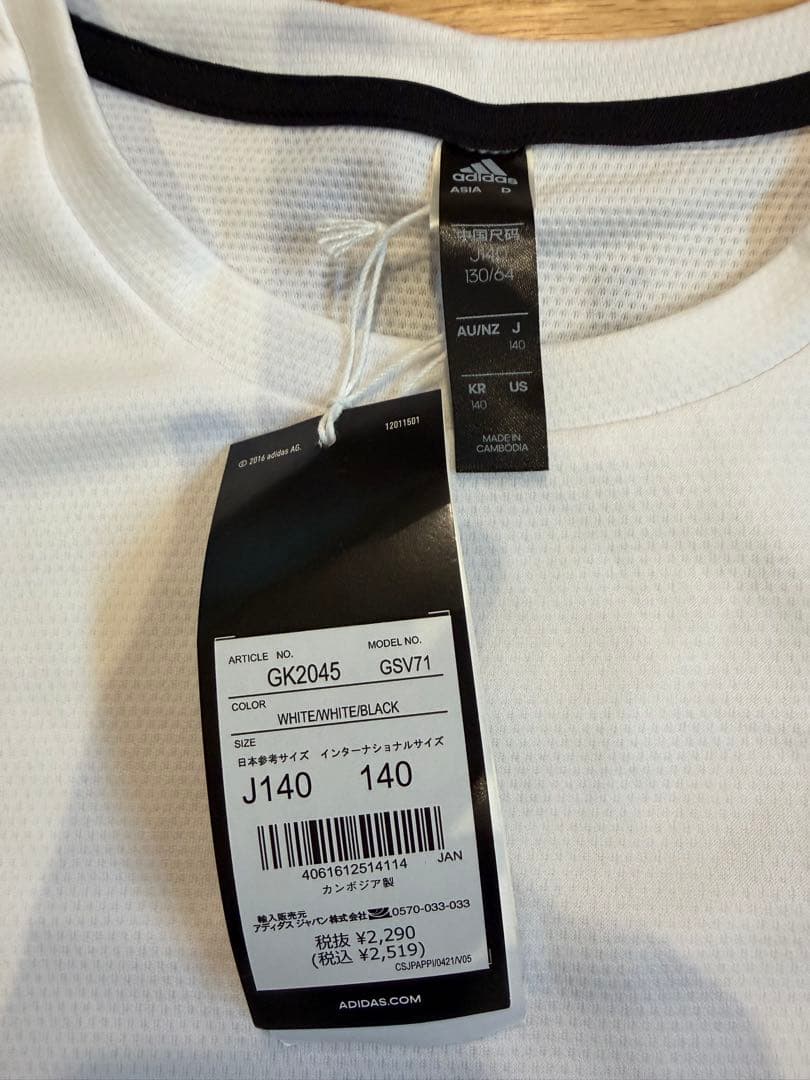 adidas
ASIA D
中国尺码
J140
130/64
AU/NZ J
140
KR US
140
MADE IN
CAMBODIA
© 2016 adidas AG.
12011501
ARTICLE NO. MODEL NO.
GK2045 GSV71
COLOR
WHITE/WHITE/BLACK
SIZE
日本参考サイズ インターナショナルサイズ
J140 140
4061612514114 JAN
カンボジア製
輸入販売元
アディダス ジャパン株式会社 0570-033-033
税抜 ¥2,290
(税込 ¥2,519)
CSJPAPPI/0421/V05
ADIDAS.COM